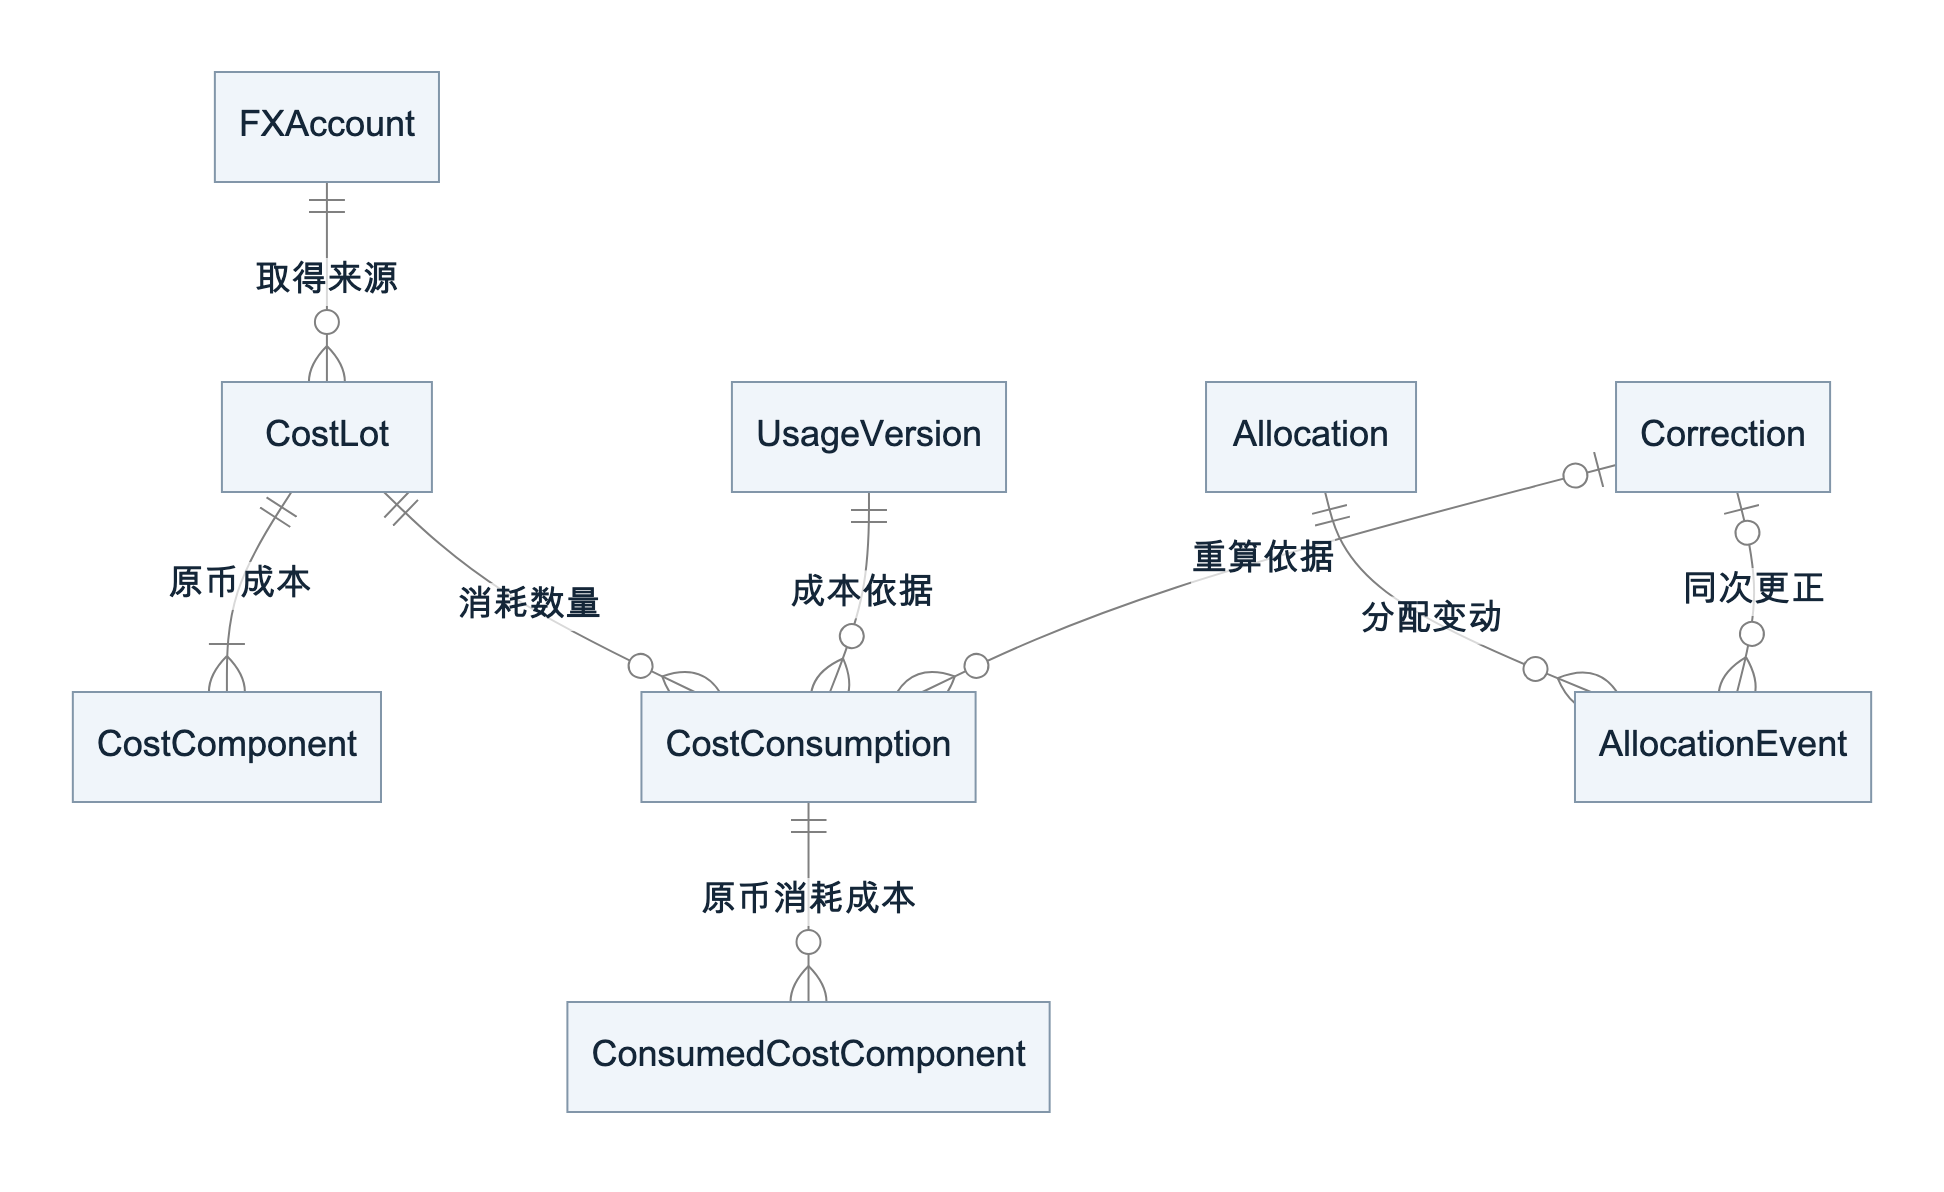 FXAccount
取得来源
CostLot
UsageVersion
Allocation
Correction
原币成本
消耗数量
成本依据
重算依据
分配变动
同次更正
CostComponent
CostConsumption
AllocationEvent
原币消耗成本
ConsumedCostComponent